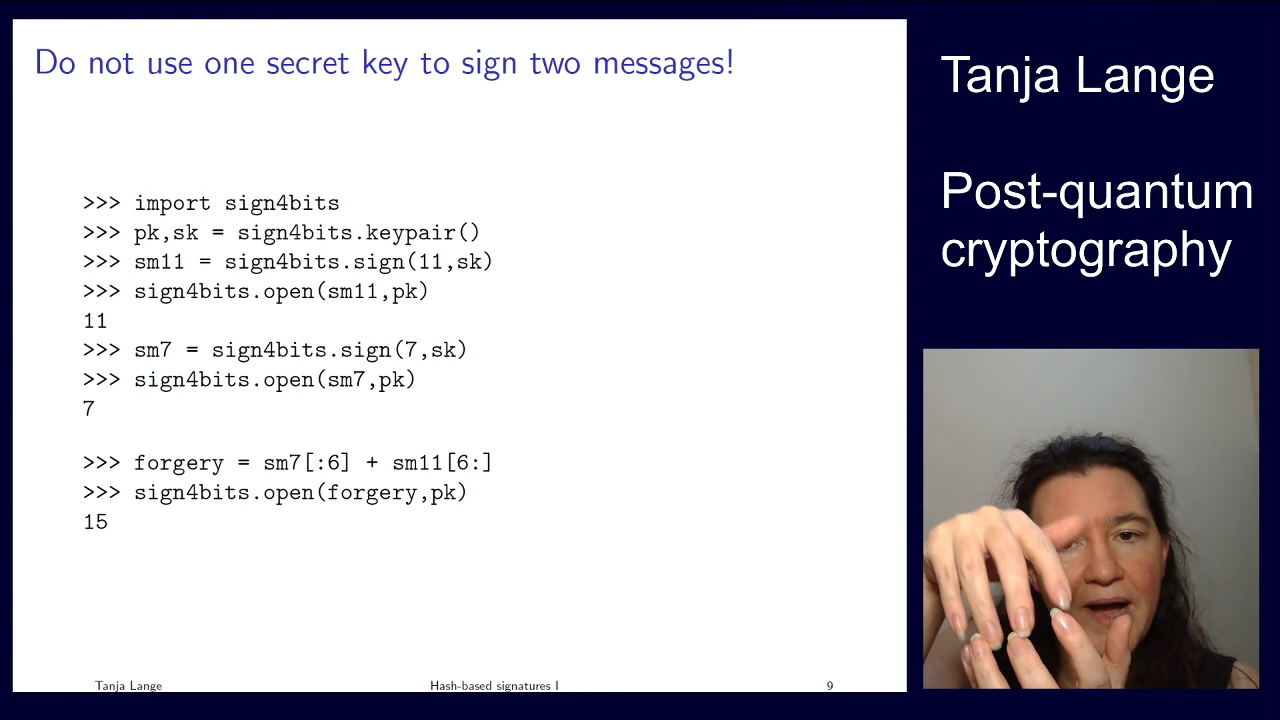 Do not use one secret key to sign two messages!
>>> import sign4bits
>>> pk,sk = sign4bits.keypair()
>>> sm11 = sign4bits.sign(11,sk)
>>> sign4bits.open(sm11,pk)
11
>>> sm7 = sign4bits.sign(7,sk)
>>> sign4bits.open(sm7,pk)
7
>>> forgery = sm7[:6] + sm11[6:]
>>> sign4bits.open(forgery,pk)
15
Tanja Lange
Hash-based signatures I
9
Tanja Lange
Post-quantum
cryptography